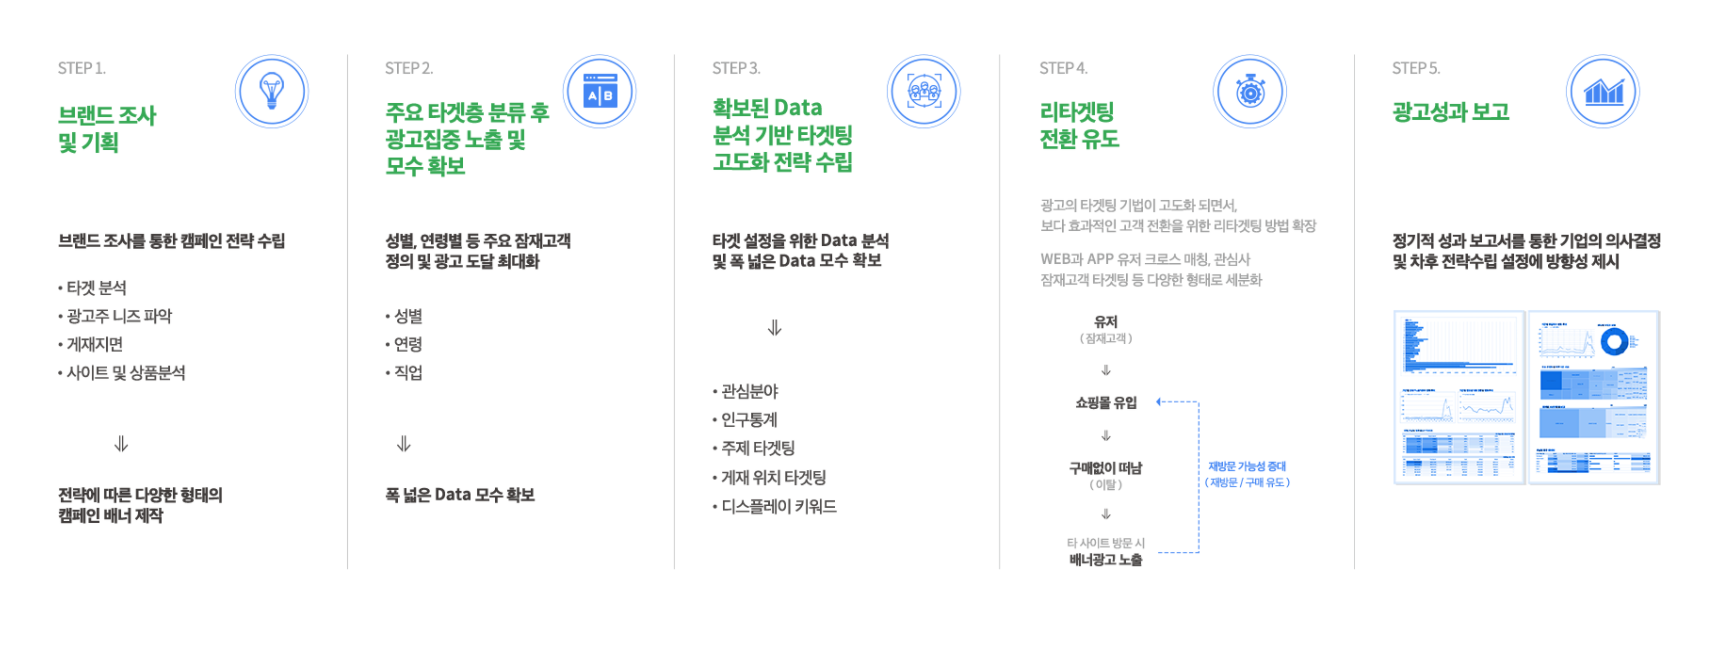 STEP 1.
브랜드 조사
및 기획
브랜드 조사를 통한 캠페인 전략 수립
• 타겟 분석
• 광고주 니즈 파악
• 게재지면
• 사이트 및 상품분석
⇓
전략에 따른 다양한 형태의
캠페인 배너 제작
STEP 2.
A B
주요 타겟층 분류 후
광고집중 노출 및
모수 확보
성별, 연령별 등 주요 잠재고객
정의 및 광고 도달 최대화
• 성별
• 연령
• 직업
⇓
폭 넓은 Data 모수 확보
STEP 3.
확보된 Data
분석 기반 타겟팅
고도화 전략 수립
타겟 설정을 위한 Data 분석
및 폭 넓은 Data 모수 확보
⇓
• 관심분야
• 인구통계
• 주제 타겟팅
• 게재 위치 타겟팅
• 디스플레이 키워드
STEP 4.
리타겟팅
전환 유도
광고의 타겟팅 기법이 고도화 되면서,
보다 효과적인 고객 전환을 위한 리타겟팅 방법 확장
WEB과 APP 유저 크로스 매칭, 관심사
잠재고객 타겟팅 등 다양한 형태로 세분화
유저
( 잠재고객 )
↓
쇼핑몰 유입
↓
구매없이 떠남
( 이탈 )
↓
타 사이트 방문 시
배너광고 노출
재방문 가능성 증대
( 재방문 / 구매 유도 )
STEP 5.
광고성과 보고
정기적 성과 보고서를 통한 기업의 의사결정
및 차후 전략수립 설정에 방향성 제시